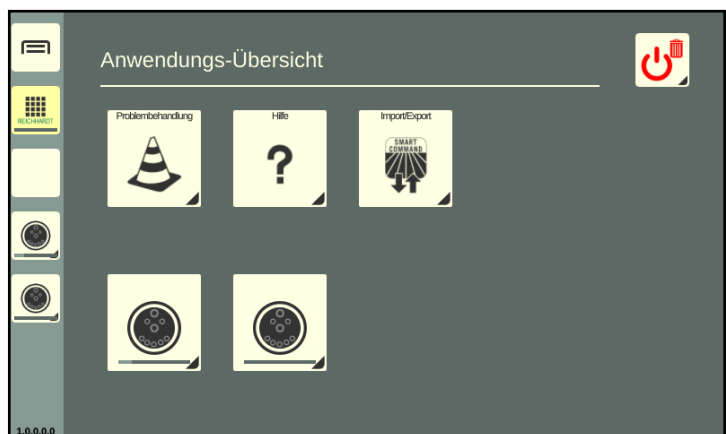 Anwendungs-Übersicht
REICHHARDT
Problembehandlung
Hilfe
Import/Export
SMART
COMMAND
1.0.0.0.0